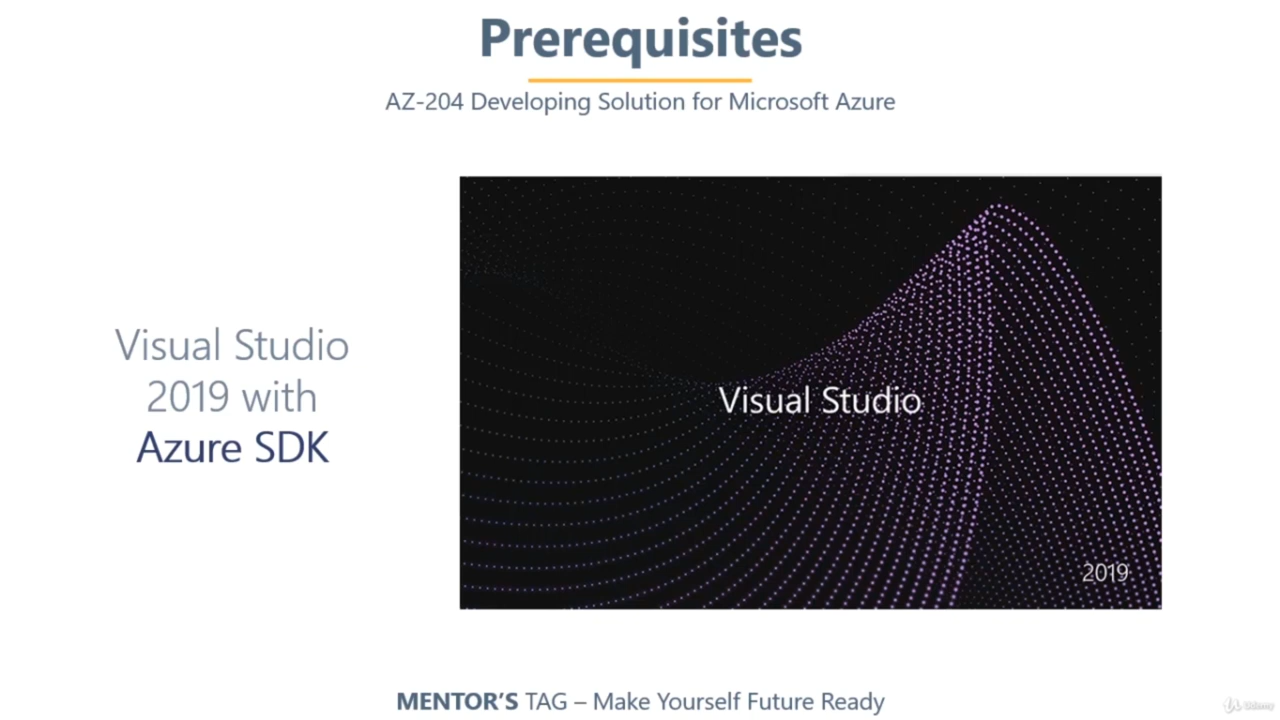 Prerequisites
AZ-204 Developing Solution for Microsoft Azure
Visual Studio
2019 with
Azure SDK
Visual Studio
2019
MENTOR'S TAG – Make Yourself Future Ready
Udemy